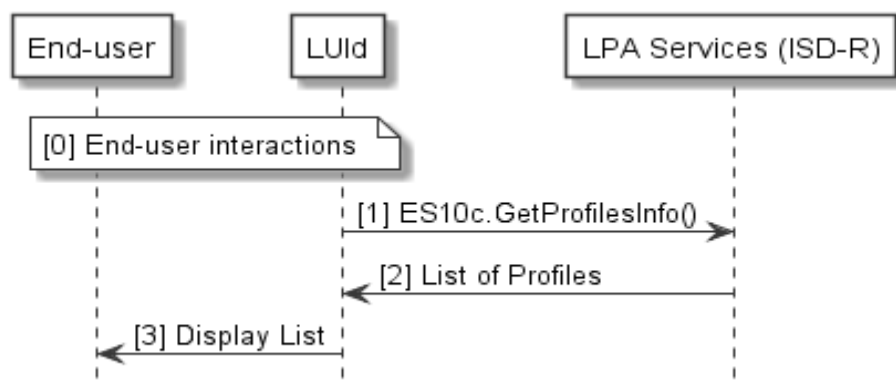 End-user
LUId
LPA Services (ISD-R)
[0] End-user interactions
[1] ES10c.GetProfilesInfo()
[2] List of Profiles
[3] Display List